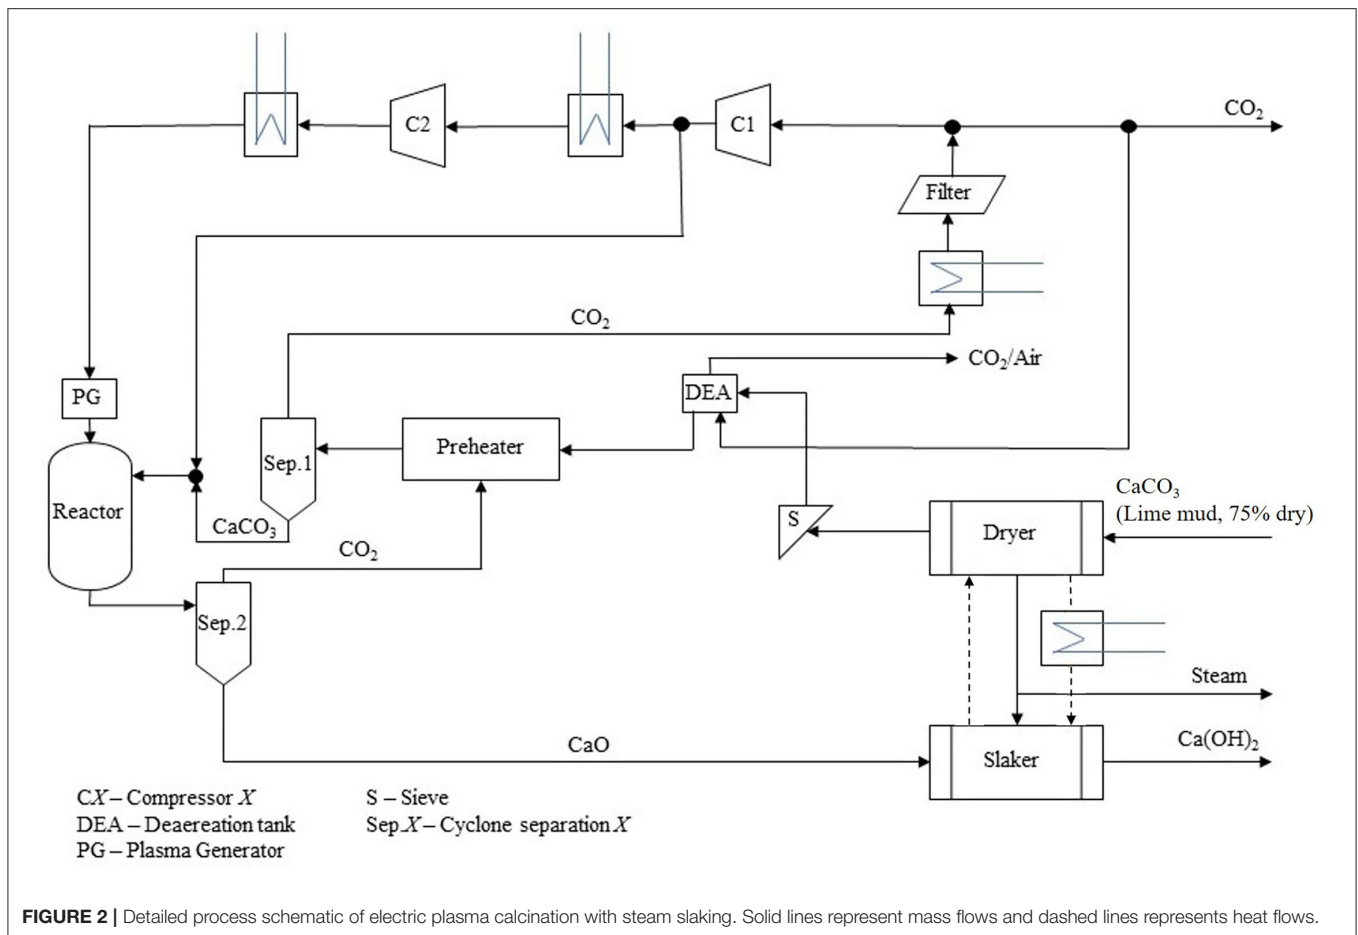 CO₂
C2
C1
Filter
CO₂
CO₂/Air
PG
DEA
Preheater
Sep.1
CaCO₃
(Lime mud, 75% dry)
Reactor
S
CaCO₃
Dryer
CO₂
Sep.2
Steam
CaO
Ca(OH)₂
Slaker
CX – Compressor X
S – Sieve
DEA – Deaereation tank
Sep.X – Cyclone separation X
PG – Plasma Generator
FIGURE 2 | Detailed process schematic of electric plasma calcination with steam slaking. Solid lines represent mass flows and dashed lines represents heat flows.